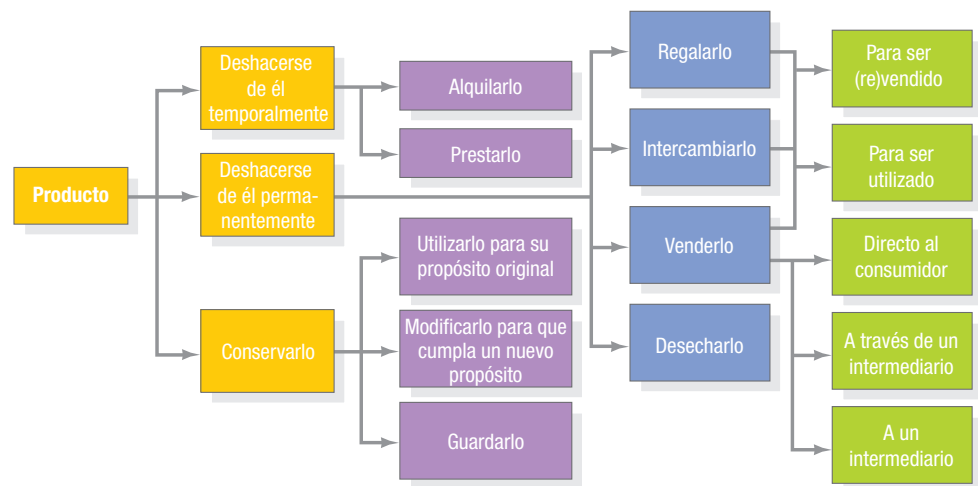 Producto
Deshacerse
de él
temporalmente
Deshacerse
de él perma-
nentemente
Conservarlo
Alquilarlo
Prestarlo
Utilizarlo para su
propósito original
Modificarlo para que
cumpla un nuevo
propósito
Guardarlo
Regalarlo
Intercambiarlo
Venderlo
Desecharlo
Para ser
(re)vendido
Para ser
utilizado
Directo al
consumidor
A través de un
intermediario
A un
intermediario